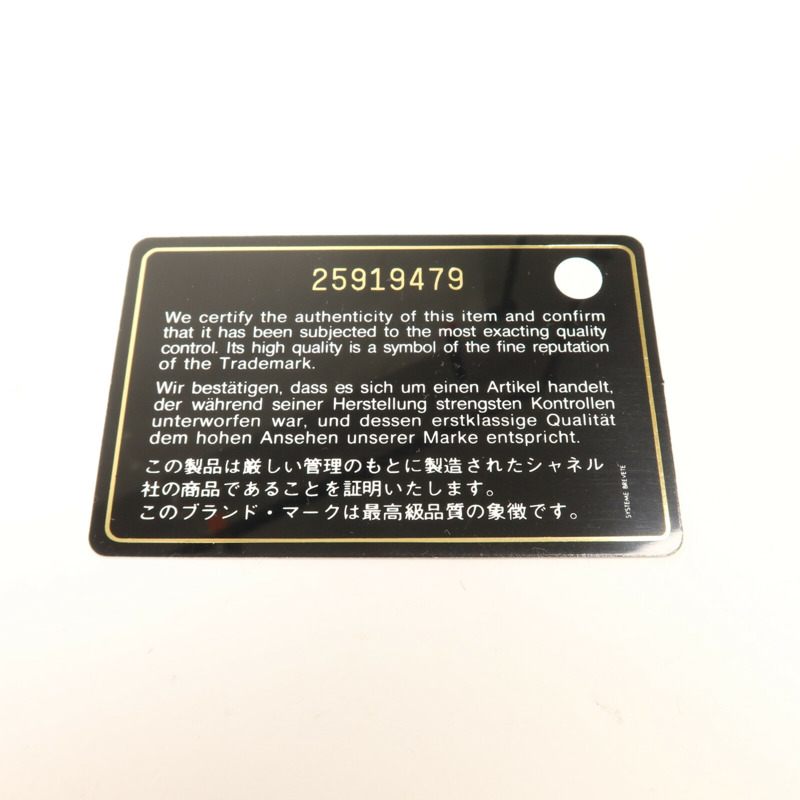 25919479
We certify the authenticity of this item and confirm
that it has been subjected to the most exacting quality
control. Its high quality is a symbol of the fine reputation
of the Trademark.
Wir bestätigen, dass es sich um einen Artikel handelt,
der während seiner Herstellung strengsten Kontrollen
unterworfen war, und dessen erstklassige Qualität
dem hohen Ansehen unserer Marke entspricht.
この製品は厳しい管理のもとに製造されたシャネル
社の商品であることを証明いたします。
このブランド・マークは最高級品質の象徴です。
SYSTEME BREVETÉ